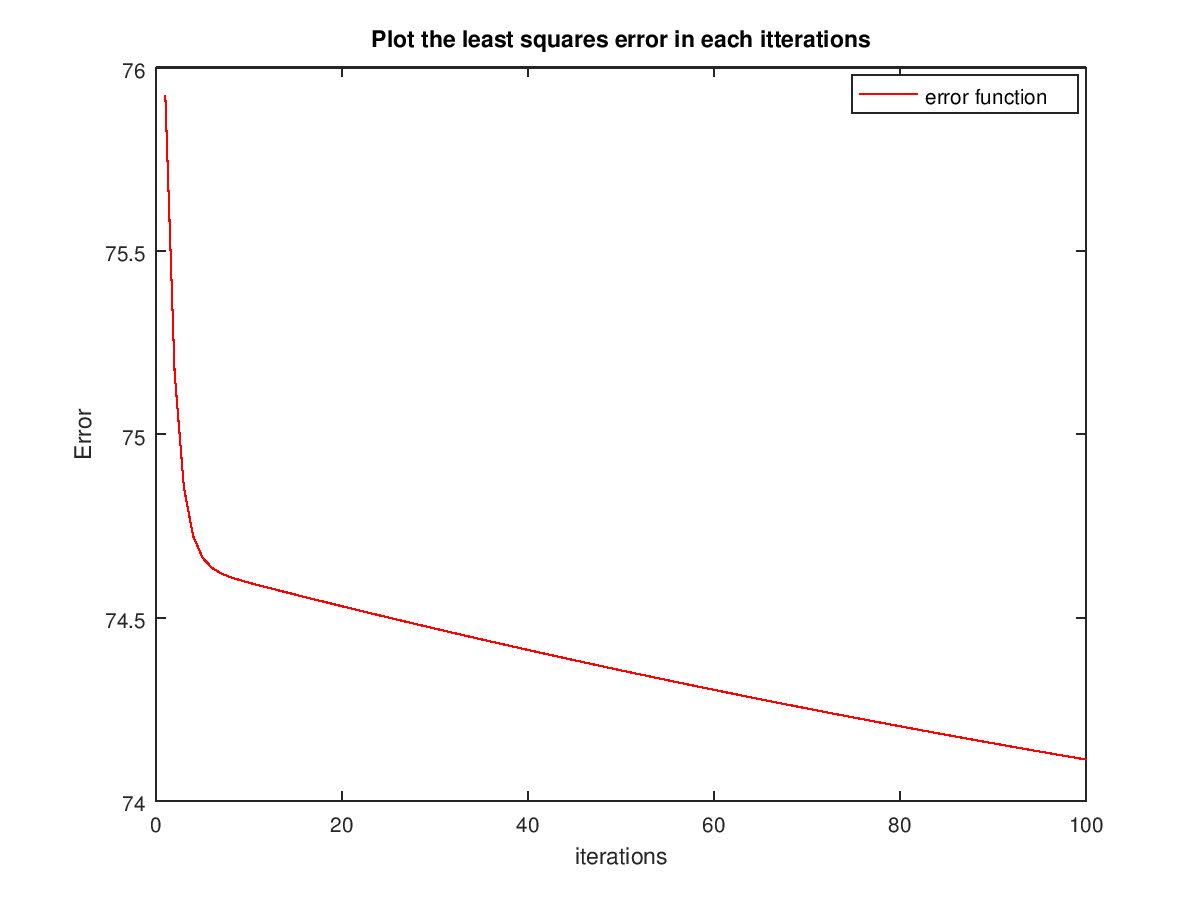 Plot the least squares error in each itterations
error function
76
75.5
75
74.5
74
Error
0 20 40 60 80 100
iterations